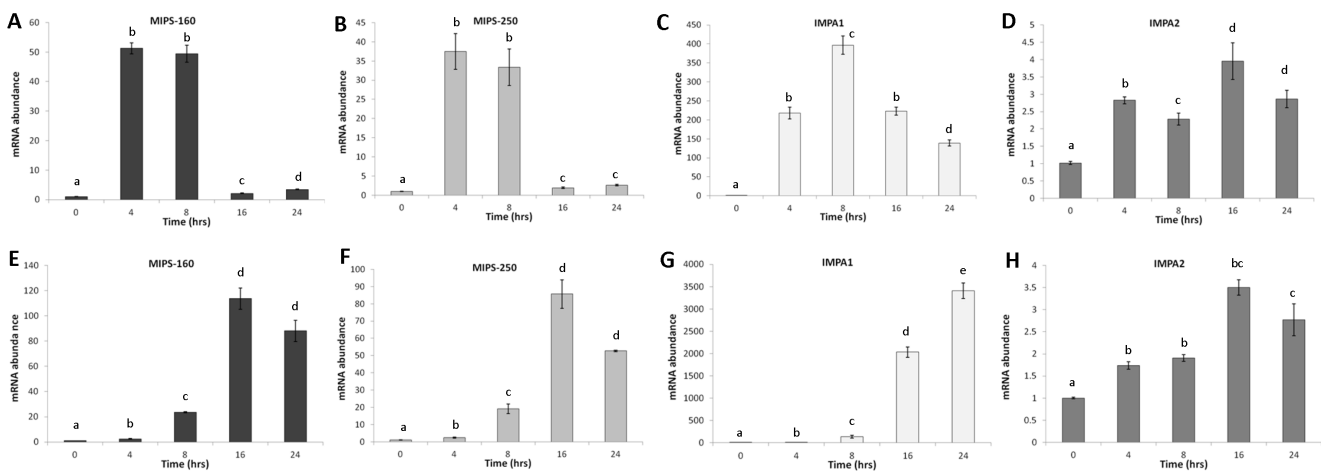 A
MIPS-160
60
50
40
30
20
10
0
mRNA abundance
a
b
b
c
d
0 4 8 16 24
Time (hrs)
B
MIPS-250
45
40
35
30
25
20
15
10
5
0
mRNA abundance
a
b
b
c
c
0 4 8 16 24
Time (hrs)
C
IMPA1
450
400
350
300
250
200
150
100
50
0
mRNA abundance
a
b
c
b
d
0 4 8 16 24
Time (hrs)
D
IMPA2
5
4.5
4
3.5
3
2.5
2
1.5
1
0.5
0
mRNA abundance
a
b
c
d
d
0 4 8 16 24
Time (hrs)
E
MIPS-160
140
120
100
80
60
40
20
0
mRNA abunda nce
a
b
c
d
d
0 4 8 16 24
Time (hrs)
F
MIPS-250
100
90
80
70
60
50
40
30
20
10
0
mRNA abundance
a
b
c
d
d
0 4 8 16 24
Time (hrs)
G
IMPA1
4000
3500
3000
2500
2000
1500
1000
500
0
mRNA abundance
a
b
c
d
e
0 4 8 16 24
Time (hrs)
H
IMPA2
4
3.5
3
2.5
2
1.5
1
0.5
0
mRNA abundance
a
b
b
bc
c
0 4 8 16 24
Time (hrs)